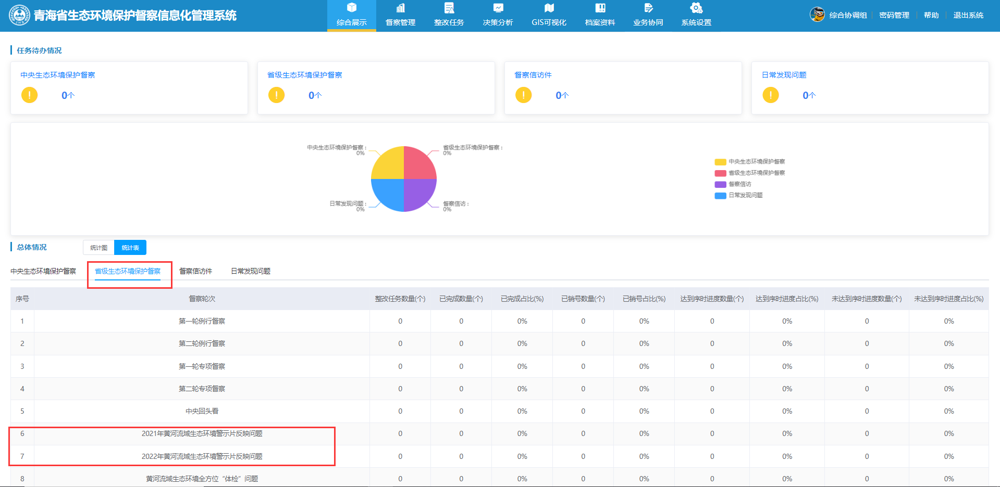 青海省生态环境保护督察信息化管理系统
综合展示 督察管理 整改任务 决策分析 GIS可视化 档案资料 业务协同 系统设置
综合协调组 密码管理 帮助 退出系统
任务待办情况
中央生态环境保护督察 省级生态环境保护督察 督察信访件 日常发现问题
0个 0个 0个 0个
中央生态环境保护督察：
0%
省级生态环境保护督察：
0%
日常发现问题：
0%
督察信访：
0%
中央生态环境保护督察
省级生态环境保护督察
督察信访
日常发现问题
总体情况 统计图 统计表
中央生态环境保护督察 省级生态环境保护督察 督察信访件 日常发现问题
序号 督察轮次 整改任务数量(个) 已完成数量(个) 已完成占比(%) 已销号数量(个) 已销号占比(%) 达到序时进度数量(个) 达到序时进度占比(%) 未达到序时进度数量(个) 未达到序时进度占比(%)
1 第一轮例行督察 0 0 0% 0 0% 0 0% 0 0%
2 第二轮例行督察 0 0 0% 0 0% 0 0% 0 0%
3 第一轮专项督察 0 0 0% 0 0% 0 0% 0 0%
4 第二轮专项督察 0 0 0% 0 0% 0 0% 0 0%
5 中央回头看 0 0 0% 0 0% 0 0% 0 0%
6 2021年黄河流域生态环境警示片反映问题 0 0 0% 0 0% 0 0% 0 0%
7 2022年黄河流域生态环境警示片反映问题 0 0 0% 0 0% 0 0% 0 0%
8 黄河流域生态环境全方位“体检”问题 0 0 0% 0 0% 0 0% 0 0%